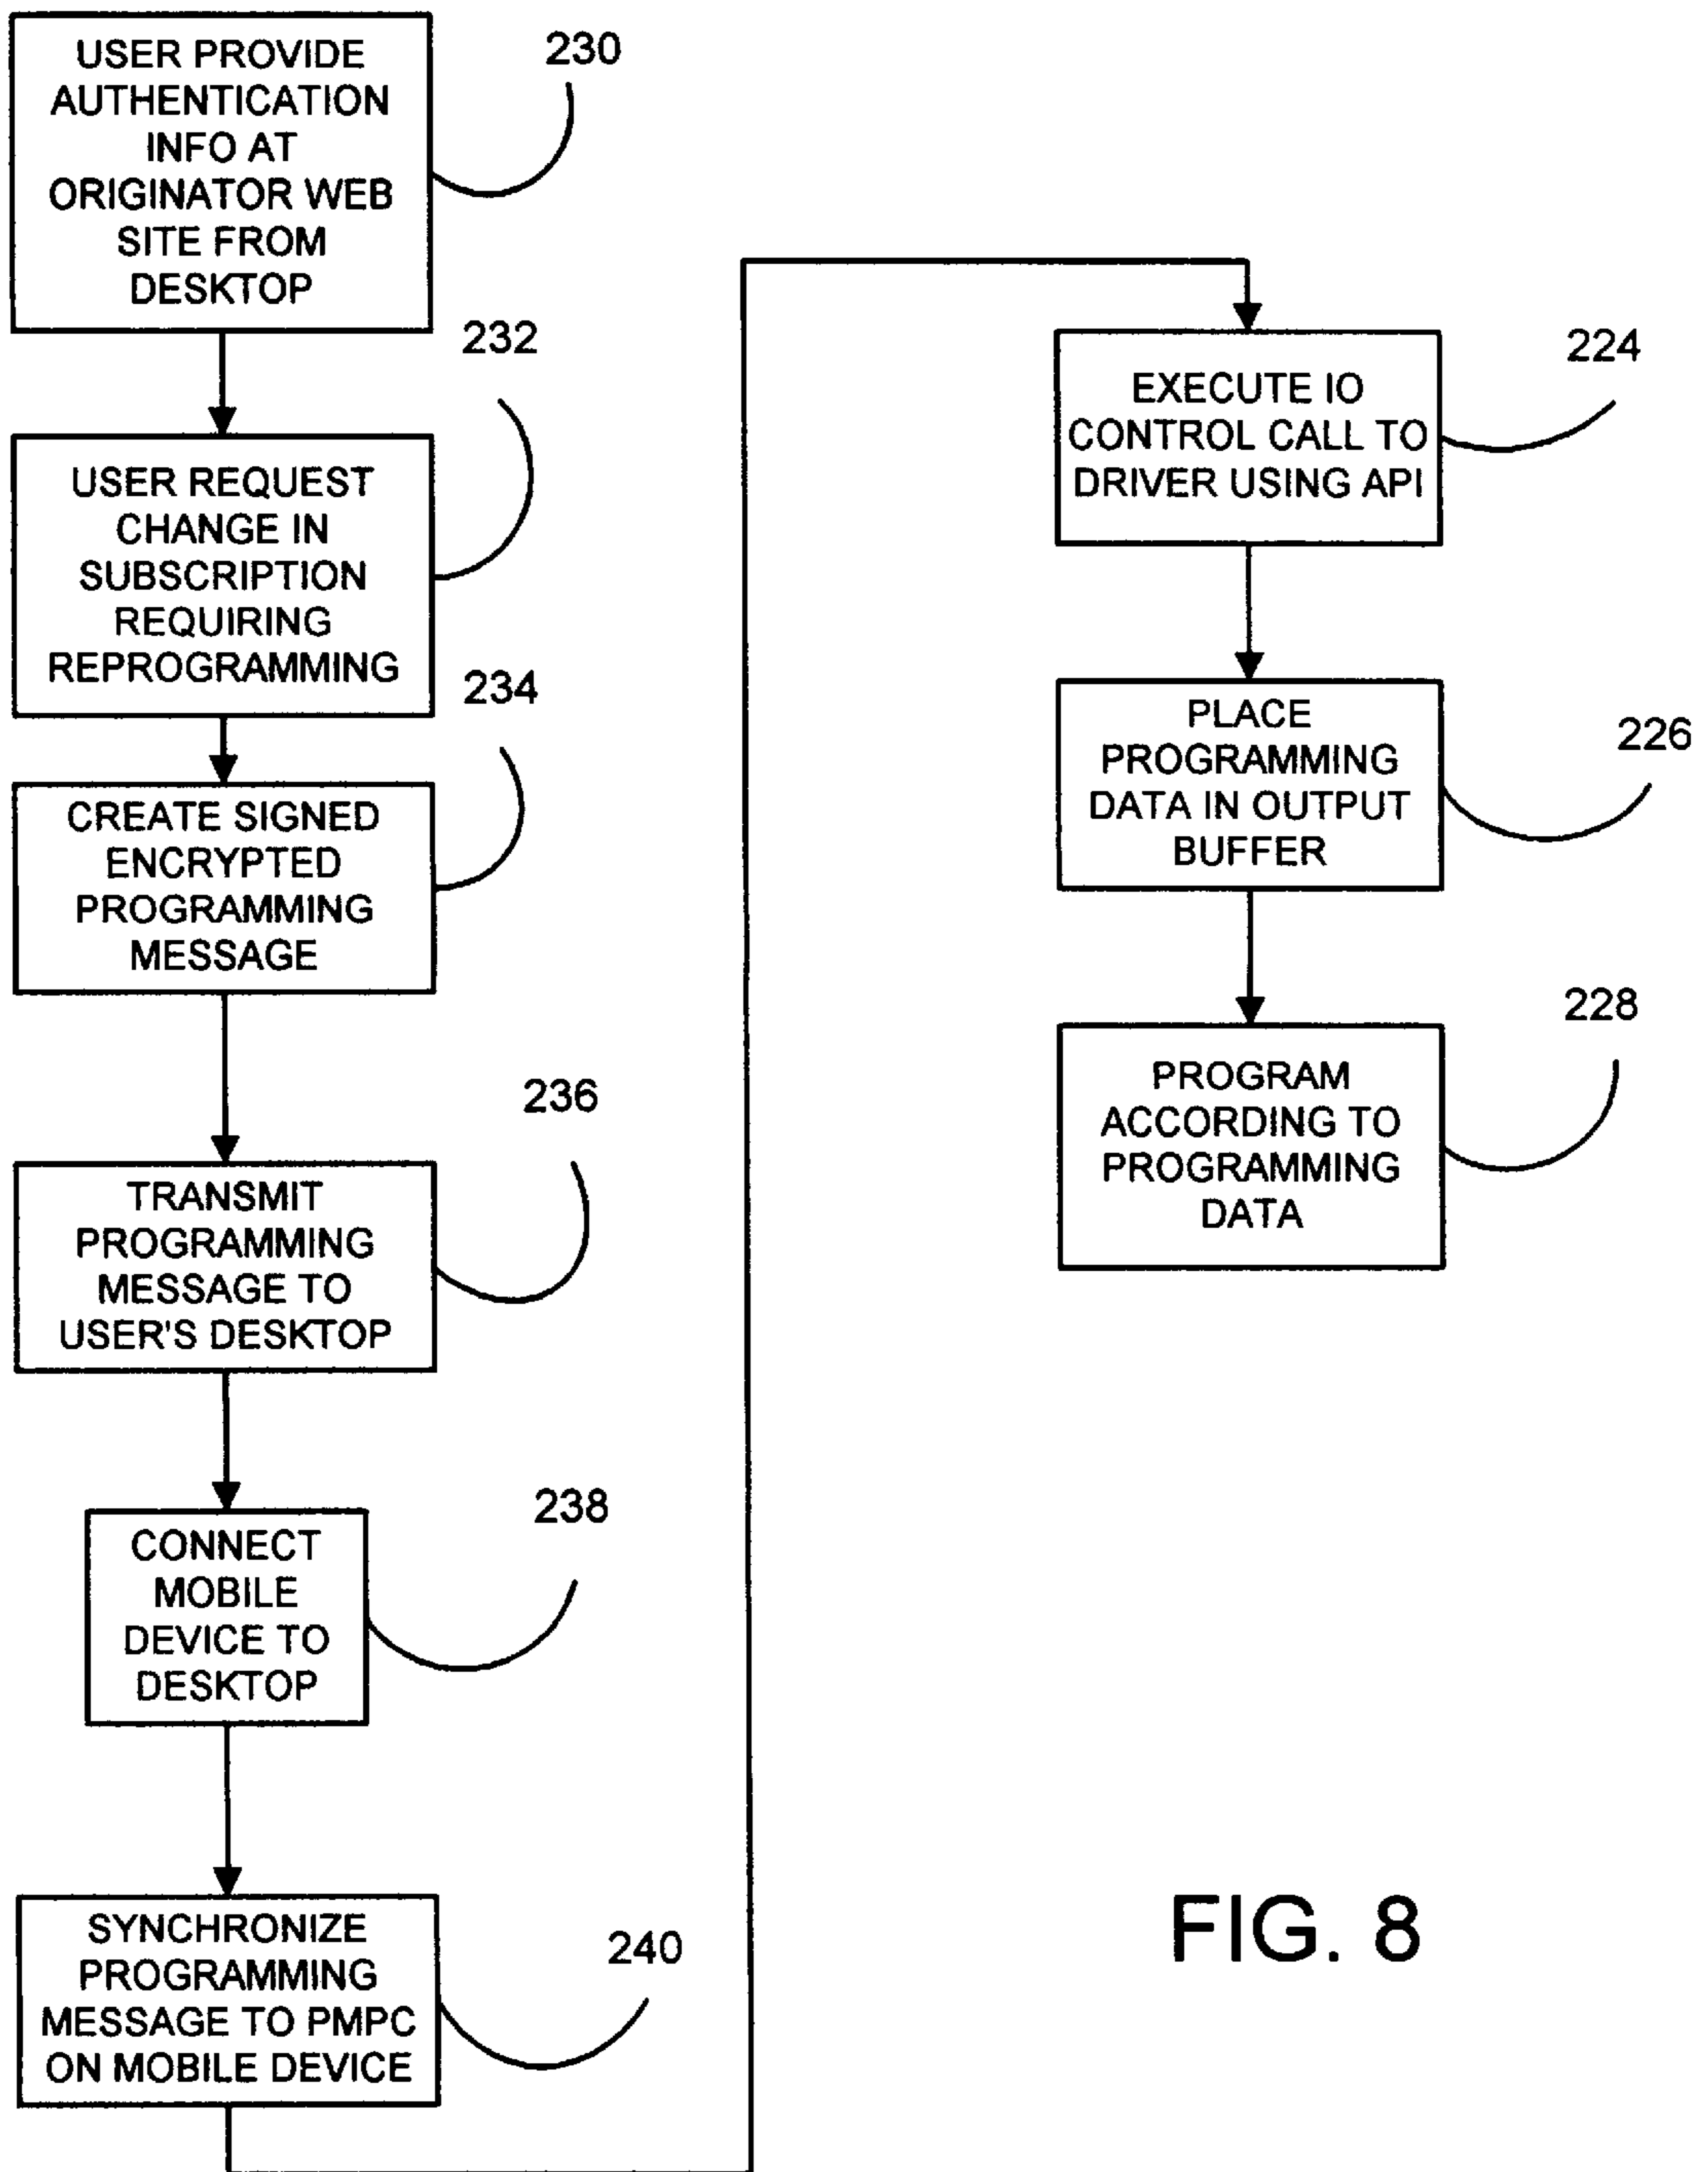 USER PROVIDE
AUTHENTICATION
INFO AT
ORIGINATOR WEB
SITE FROM
DESKTOP
230
USER REQUEST
CHANGE IN
SUBSCRIPTION
REQUIRING
REPROGRAMMING
232
CREATE SIGNED
ENCRYPTED
PROGRAMMING
MESSAGE
234
TRANSMIT
PROGRAMMING
MESSAGE TO
USER'S DESKTOP
236
CONNECT
MOBILE
DEVICE TO
DESKTOP
238
SYNCHRONIZE
PROGRAMMING
MESSAGE TO PMPC
ON MOBILE DEVICE
240
EXECUTE IO
CONTROL CALL TO
DRIVER USING API
224
PLACE
PROGRAMMING
DATA IN OUTPUT
BUFFER
226
PROGRAM
ACCORDING TO
PROGRAMMING
DATA
228
FIG. 8